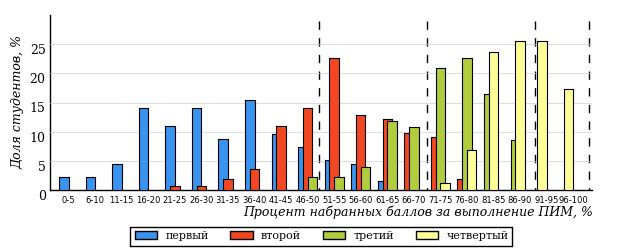 Доля студентов, %
25
20
15
10
5
0
0-5 6-10 11-15 16-20 21-25 26-30 31-35 36-40 41-45 46-50 51-55 56-60 61-65 66-70 71-75 76-80 81-85 86-90 91-95 96-100
Процент набранных баллов за выполнение ПИМ, %
первый второй третий четвертый